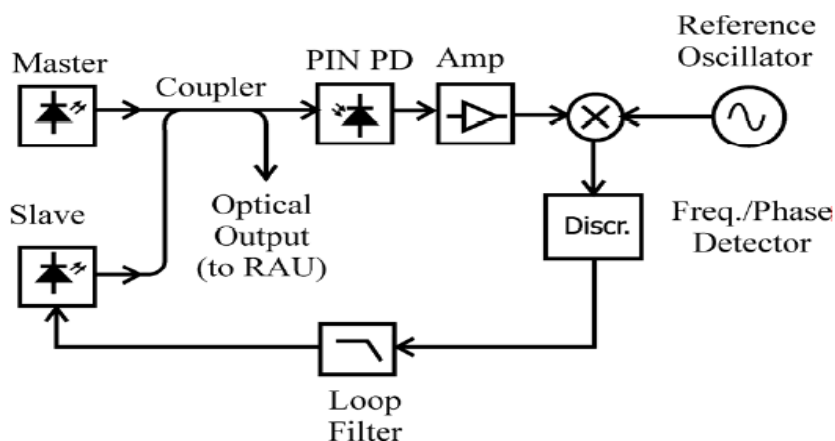 Reference
Oscillator
Master
Coupler
PIN PD
Amp
Slave
Optical
Output
(to RAU)
Discr.
Freq./Phase
Detector
Loop
Filter